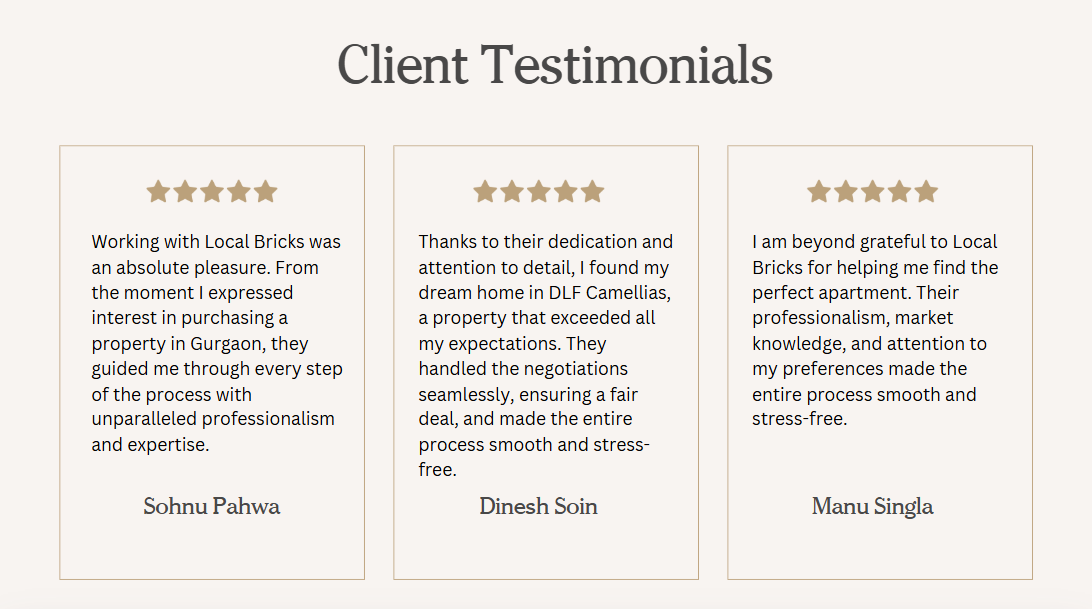 Client Testimonials
Working with Local Bricks was
an absolute pleasure. From
the moment I expressed
interest in purchasing a
property in Gurgaon, they
guided me through every step
of the process with
unparalleled professionalism
and expertise.
Sohnu Pahwa
Thanks to their dedication and
attention to detail, I found my
dream home in DLF Camellias,
a property that exceeded all
my expectations. They
handled the negotiations
seamlessly, ensuring a fair
deal, and made the entire
process smooth and stress-
free.
Dinesh Soin
I am beyond grateful to Local
Bricks for helping me find the
perfect apartment. Their
professionalism, market
knowledge, and attention to
my preferences made the
entire process smooth and
stress-free.
Manu Singla